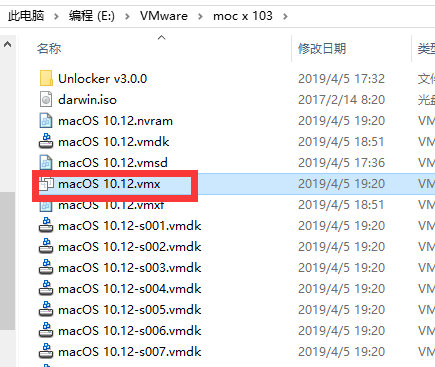 此电脑 › 编程 (E:) › VMware › moc x 103 ›
名称 修改日期
Unlocker v3.0.0 2019/4/5 17:32 文件
darwin.iso 2017/2/14 8:20 光盘
macOS 10.12.nvram 2019/4/5 19:20 VM
macOS 10.12.vmdk 2019/4/5 18:51 VM
macOS 10.12.vmsd 2019/4/5 17:36 VM
macOS 10.12.vmx 2019/4/5 19:20 VM
macOS 10.12.vmxf 2019/4/5 18:51 VM
macOS 10.12-s001.vmdk 2019/4/5 19:20 VM
macOS 10.12-s002.vmdk 2019/4/5 19:20 VM
macOS 10.12-s003.vmdk 2019/4/5 19:20 VM
macOS 10.12-s004.vmdk 2019/4/5 19:20 VM
macOS 10.12-s005.vmdk 2019/4/5 19:20 VM
macOS 10.12-s006.vmdk 2019/4/5 19:20 VM
macOS 10.12-s007.vmdk 2019/4/5 19:20 VM